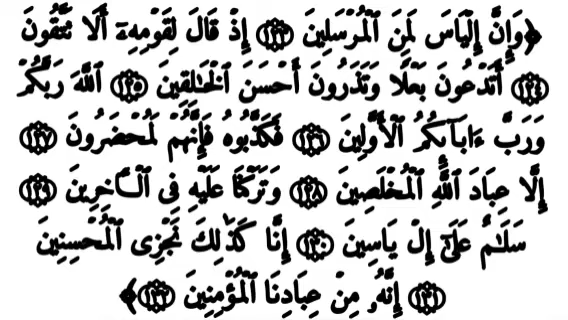 ﴿وَإِنَّ إِلۡيَاسَ لَمِنَ ٱلۡمُرۡسَلِينَ ١٢٣ إِذۡ قَالَ لِقَوۡمِهِۦٓ أَلَا تَتَّقُونَ
١٢٤ أَتَدۡعُونَ بَعۡلٗا وَتَذَرُونَ أَحۡسَنَ ٱلۡخَٰلِقِينَ ١٢٥ ٱللَّهَ رَبَّكُمۡ
وَرَبَّ ءَابَآئِكُمُ ٱلۡأَوَّلِينَ ١٢٦ فَكَذَّبُوهُ فَإِنَّهُمۡ لَمُحۡضَرُونَ ١٢٧
إِلَّا عِبَادَ ٱللَّهِ ٱلۡمُخۡلَصِينَ ١٢٨ وَتَرَكۡنَا عَلَيۡهِ فِي ٱلۡأٓخِرِينَ ١٢٩
سَلَٰمٌ عَلَىٰٓ إِلۡ يَاسِينَ ١٣٠ إِنَّا كَذَٰلِكَ نَجۡزِي ٱلۡمُحۡسِنِينَ
١٣١ إِنَّهُۥ مِنۡ عِبَادِنَا ٱلۡمُؤۡمِنِينَ ١٣٢﴾